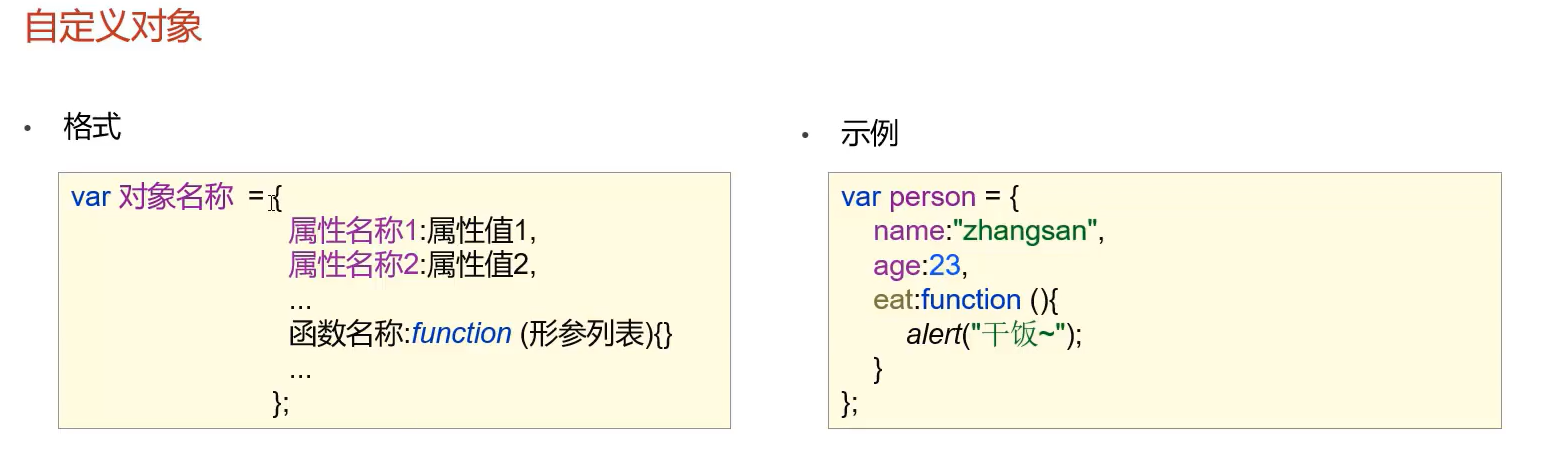 自定义对象
• 格式
var 对象名称 = {
属性名称1:属性值1,
属性名称2:属性值2,
...
函数名称:function (形参列表){}
...
};
• 示例
var person = {
name:"zhangsan",
age:23,
eat:function (){
alert("干饭~");
}
};